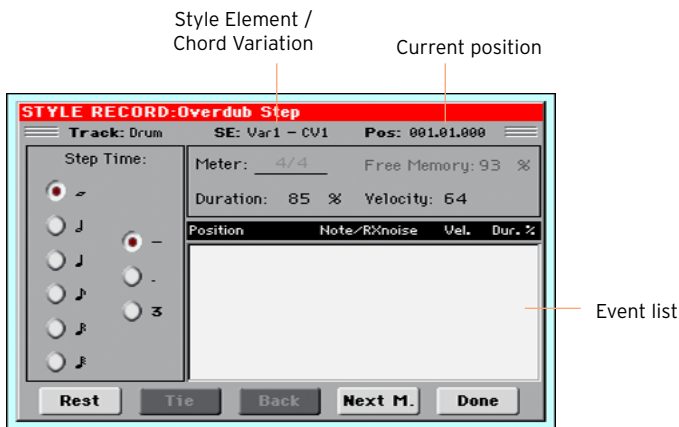 Style Element /
Chord Variation
Current position
STYLE RECORD:Overdub Step
Track: Drum SE: Var1 – CV1 Pos: 001.01.000
Step Time:
Meter: 4/4 Free Memory: 93 %
Duration: 85 % Velocity: 64
Position Note/RXnoise Vel. Dur. %
–
.
3
Event list
Rest Tie Back Next M. Done